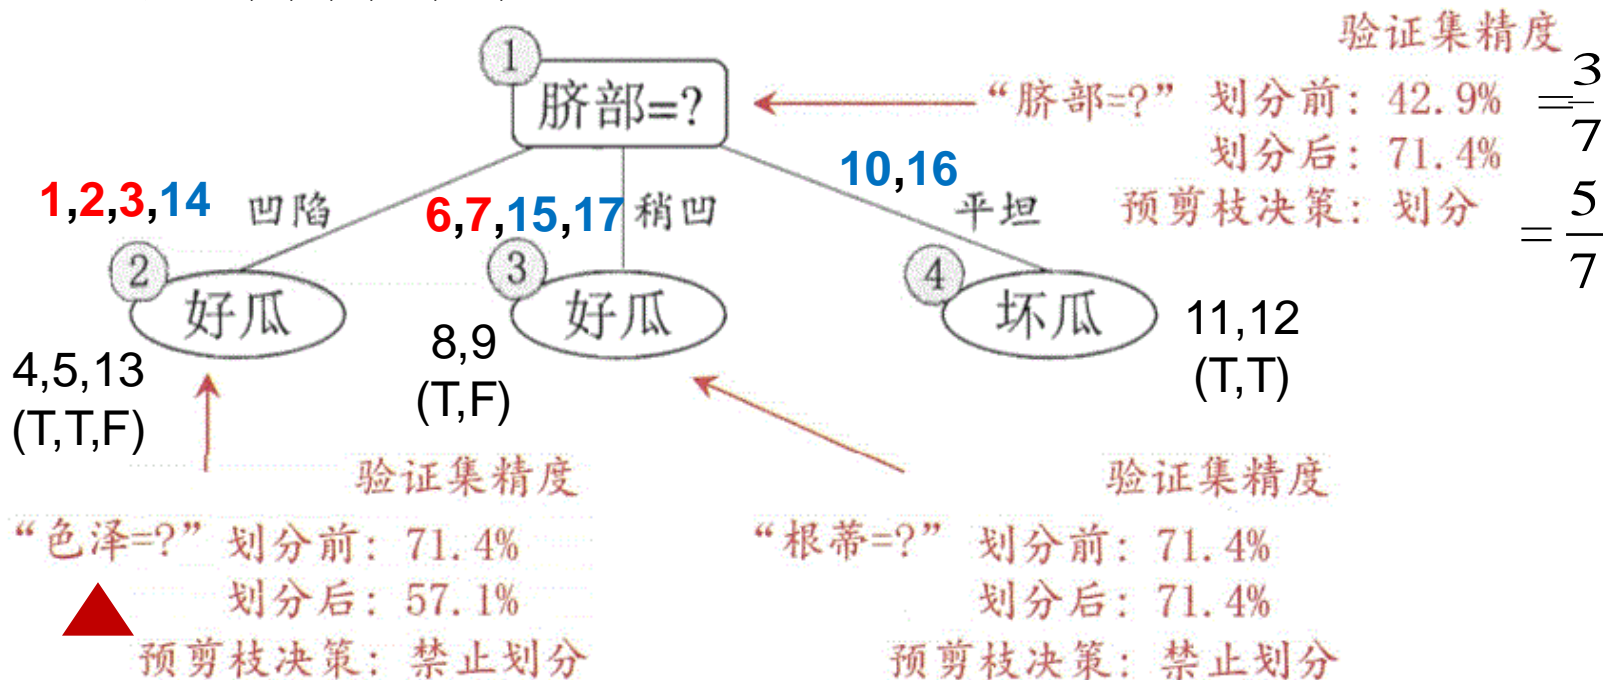 验证集精度
1
脐部=?
“脐部=?” 划分前: 42.9% = 3/7
划分后: 71.4% = 5/7
预剪枝决策: 划分
1,2,3,14 凹陷
6,7,15,17 稍凹
10,16 平坦
2 好瓜
3 好瓜
4 坏瓜
4,5,13
(T,T,F)
8,9
(T,F)
11,12
(T,T)
验证集精度
“色泽=?” 划分前: 71.4%
划分后: 57.1%
预剪枝决策: 禁止划分
验证集精度
“根蒂=?” 划分前: 71.4%
划分后: 71.4%
预剪枝决策: 禁止划分